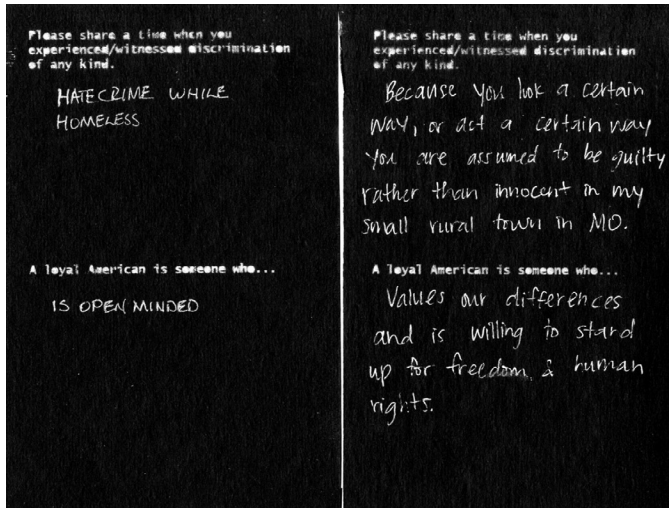 Please share a time when you
experienced/witnessed discrimination
of any kind.
HATECRIME WHILE
HOMELESS
A loyal American is someone who...
IS OPEN MINDED
Please share a time when you
experienced/witnessed discrimination
of any kind.
Because you look a certain
way, or act a certain way
you are assumed to be guilty
rather than innocent in my
small rural town in MO.
A loyal American is someone who...
Values our differences
and is willing to stand
up for freedom & human
rights.